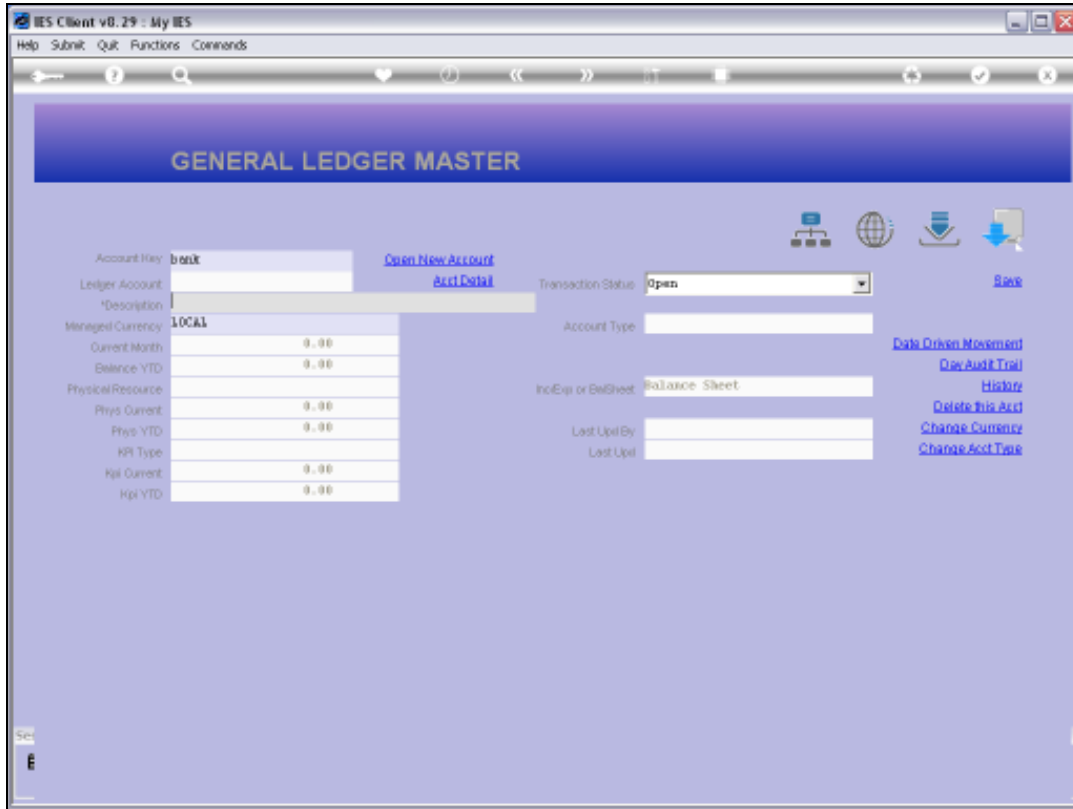 IES Client v8.29 : My IES
Help Submit Quit Functions Commands
GENERAL LEDGER MASTER
Account Key bank Open New Account
Ledger Account Acct Detail Transaction Status Open Save
*Description
Managed Currency LOCAL Account Type
Current Month 0.00 Date Driven Movement
Balance YTD 0.00 Day Audit Trail
Physical Resource Inc/Exp or BalSheet Balance Sheet History
Phys Current 0.00 Delete this Acct
Phys YTD 0.00 Last Upd By Change Currency
KPI Type Last Upd Change Acct Type
Kpi Current 0.00
Kpi YTD 0.00